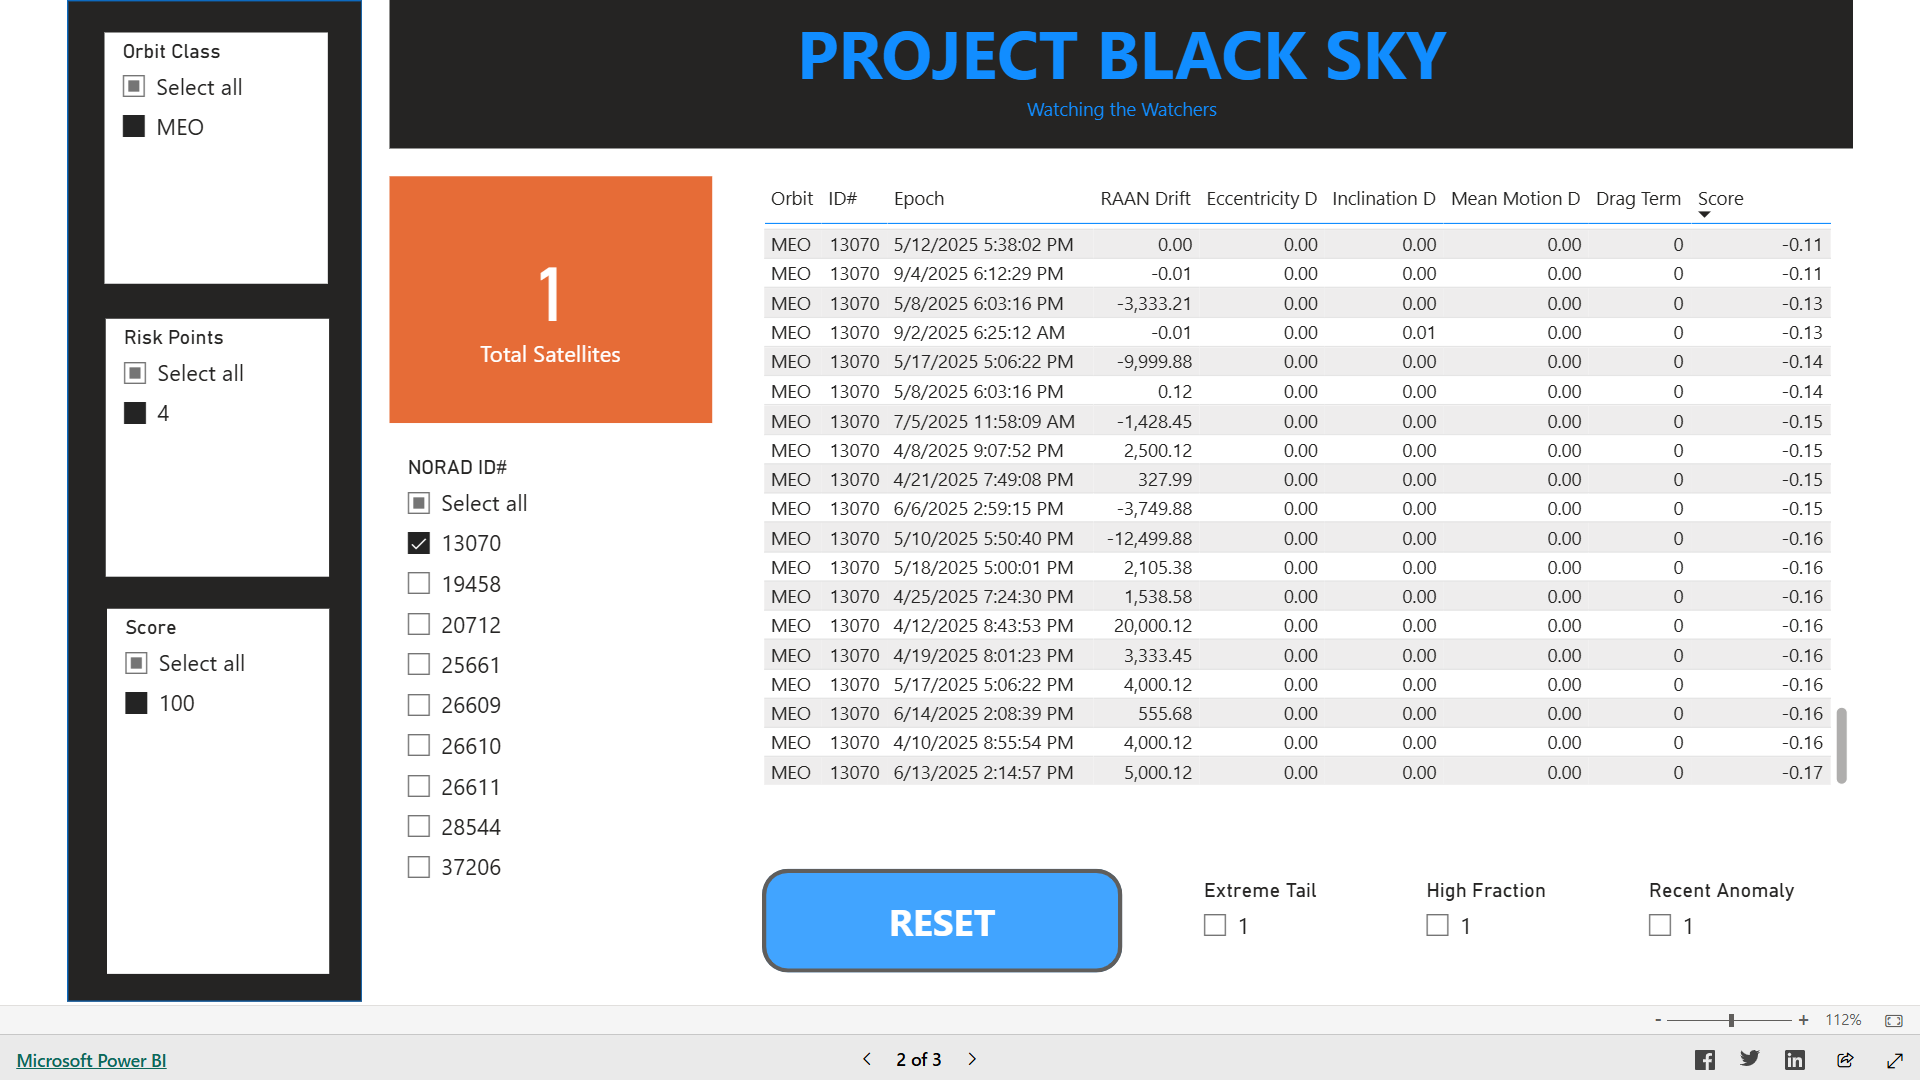 Orbit Class
Select all
MEO
Risk Points
Select all
4
Score
Select all
100
PROJECT BLACK SKY
Watching the Watchers
1
Total Satellites
NORAD ID#
Select all
13070
19458
20712
25661
26609
26610
26611
28544
37206
Orbit ID# Epoch RAAN Drift Eccentricity D Inclination D Mean Motion D Drag Term Score
MEO 13070 5/12/2025 5:38:02 PM 0.00 0.00 0.00 0.00 0 -0.11
MEO 13070 9/4/2025 6:12:29 PM -0.01 0.00 0.00 0.00 0 -0.11
MEO 13070 5/8/2025 6:03:16 PM -3,333.21 0.00 0.00 0.00 0 -0.13
MEO 13070 9/2/2025 6:25:12 AM -0.01 0.00 0.01 0.00 0 -0.13
MEO 13070 5/17/2025 5:06:22 PM -9,999.88 0.00 0.00 0.00 0 -0.14
MEO 13070 5/8/2025 6:03:16 PM 0.12 0.00 0.00 0.00 0 -0.14
MEO 13070 7/5/2025 11:58:09 AM -1,428.45 0.00 0.00 0.00 0 -0.15
MEO 13070 4/8/2025 9:07:52 PM 2,500.12 0.00 0.00 0.00 0 -0.15
MEO 13070 4/21/2025 7:49:08 PM 327.99 0.00 0.00 0.00 0 -0.15
MEO 13070 6/6/2025 2:59:15 PM -3,749.88 0.00 0.00 0.00 0 -0.15
MEO 13070 5/10/2025 5:50:40 PM -12,499.88 0.00 0.00 0.00 0 -0.16
MEO 13070 5/18/2025 5:00:01 PM 2,105.38 0.00 0.00 0.00 0 -0.16
MEO 13070 4/25/2025 7:24:30 PM 1,538.58 0.00 0.00 0.00 0 -0.16
MEO 13070 4/12/2025 8:43:53 PM 20,000.12 0.00 0.00 0.00 0 -0.16
MEO 13070 4/19/2025 8:01:23 PM 3,333.45 0.00 0.00 0.00 0 -0.16
MEO 13070 5/17/2025 5:06:22 PM 4,000.12 0.00 0.00 0.00 0 -0.16
MEO 13070 6/14/2025 2:08:39 PM 555.68 0.00 0.00 0.00 0 -0.16
MEO 13070 4/10/2025 8:55:54 PM 4,000.12 0.00 0.00 0.00 0 -0.16
MEO 13070 6/13/2025 2:14:57 PM 5,000.12 0.00 0.00 0.00 0 -0.17
RESET
Extreme Tail
1
High Fraction
1
Recent Anomaly
1
- + 112%
Microsoft Power BI
2 of 3